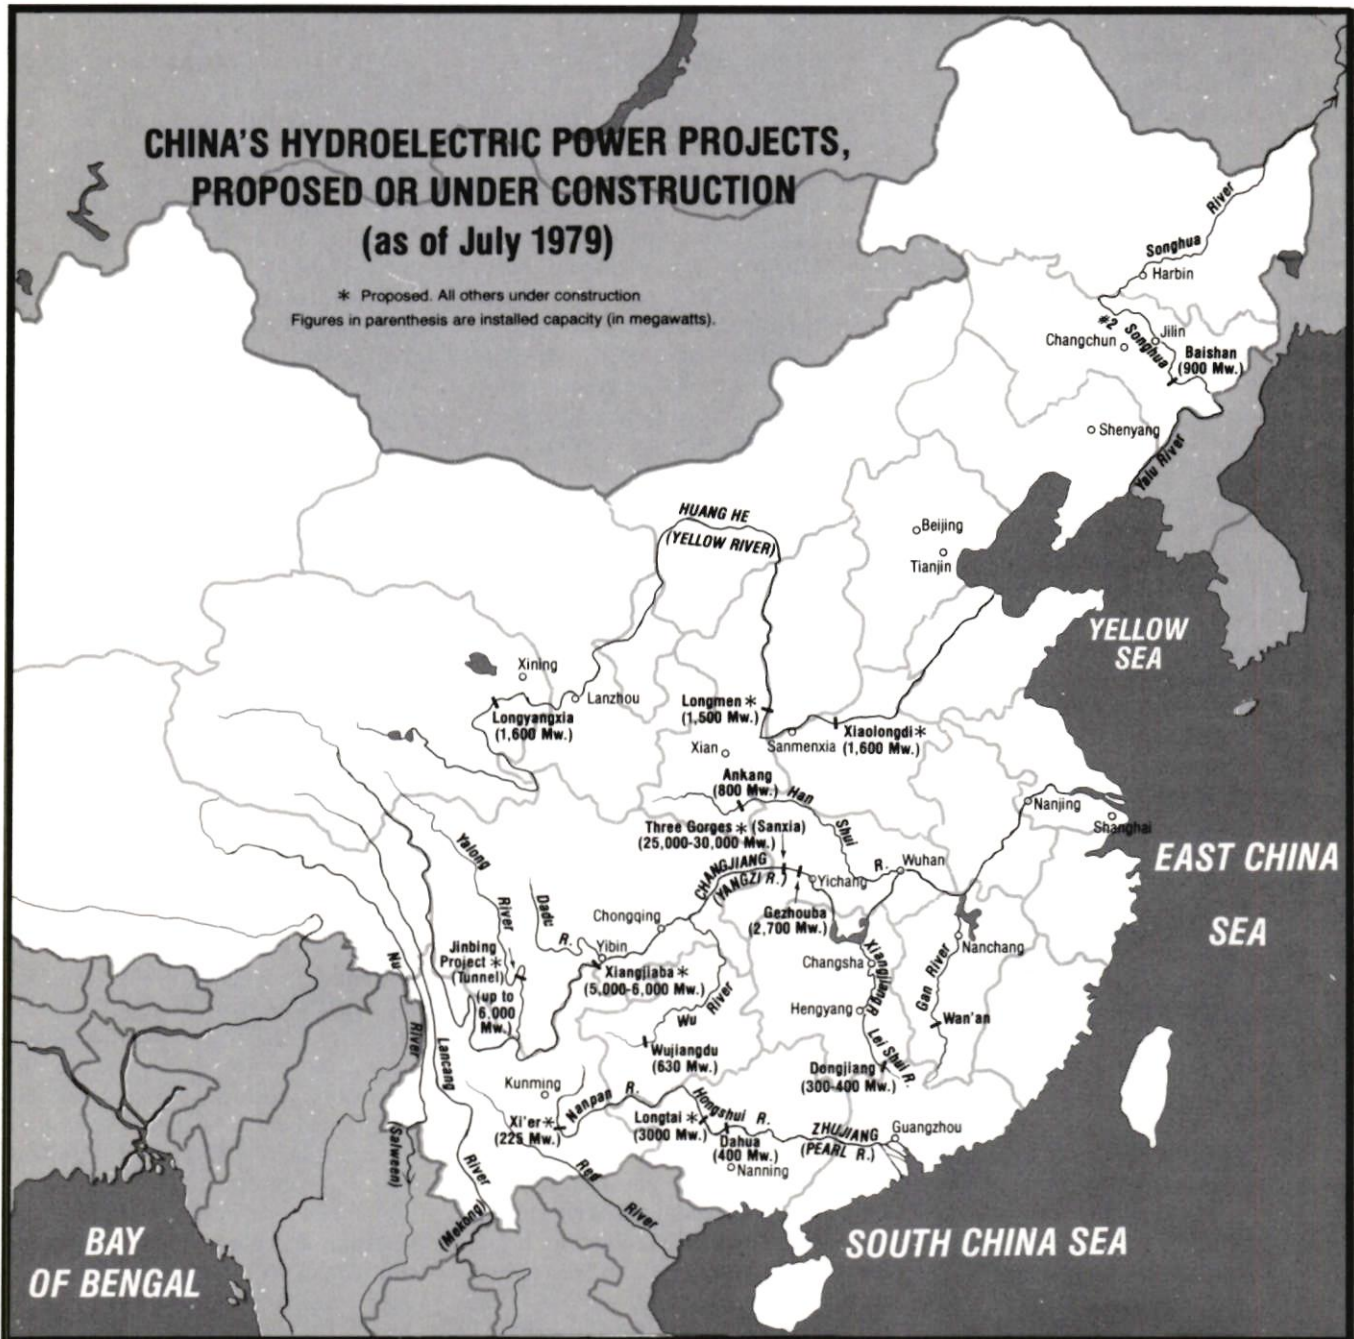 CHINA'S HYDROELECTRIC POWER PROJECTS,
PROPOSED OR UNDER CONSTRUCTION
(as of July 1979)
* Proposed. All others under construction
Figures in parenthesis are installed capacity (in megawatts).
River
Songhua
Harbin
#2 Songhua
Jilin
Changchun
Baishan
(900 Mw.)
Shenyang
Yalu River
HUANG HE
(YELLOW RIVER)
Beijing
Tianjin
YELLOW
SEA
Xining
Lanzhou
Longyangxia
(1,600 Mw.)
Longmen *
(1,500 Mw.)
Xian
Sanmenxia
Xiaolongdi *
(1,600 Mw.)
Ankang
(800 Mw.)
Han
Shui
R.
Nanjing
Shanghai
Three Gorges * (Sanxia)
(25,000-30,000 Mw.)
CHANGJIANG
(YANGZI R.)
Yichang
Wuhan
EAST CHINA
SEA
Yalong
River
Dadu
R.
Chongqing
Yibin
Gezhouba
(2,700 Mw.)
Nanchang
Jinbing
Project *
(Tunnel)
(up to
6,000
Mw.)
Xiangjiaba *
(5,000-6,000 Mw.)
Changsha
Xiangjiang R.
Gan River
Hengyang
Wan'an
Nu
River
(Salween)
Lancang
River
(Mekong)
Wu
River
Wujiangdu
(630 Mw.)
Lei Shui R.
Dongjiang
(300-400 Mw.)
Kunming
Xi'er *
(225 Mw.)
Nanpan R.
Longtai *
(3000 Mw.)
Hongshui R.
Dahua
(400 Mw.)
Nanning
ZHUJIANG
(PEARL R.)
Guangzhou
Red
River
BAY
OF BENGAL
SOUTH CHINA SEA